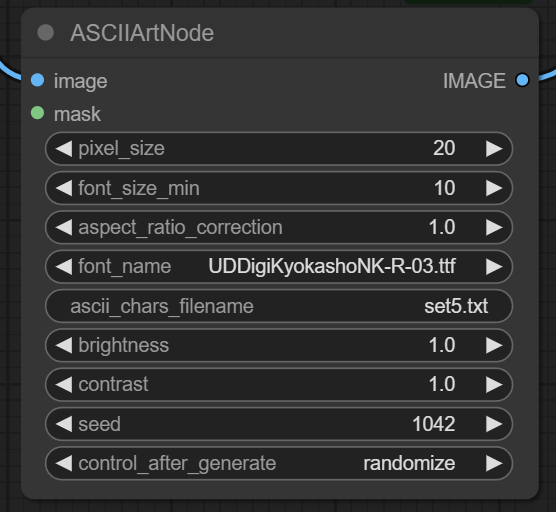 ASCIIArtNode
image IMAGE
mask
pixel_size 20
font_size_min 10
aspect_ratio_correction 1.0
font_name UDDigiKyokashoNK-R-03.ttf
ascii_chars_filename set5.txt
brightness 1.0
contrast 1.0
seed 1042
control_after_generate randomize